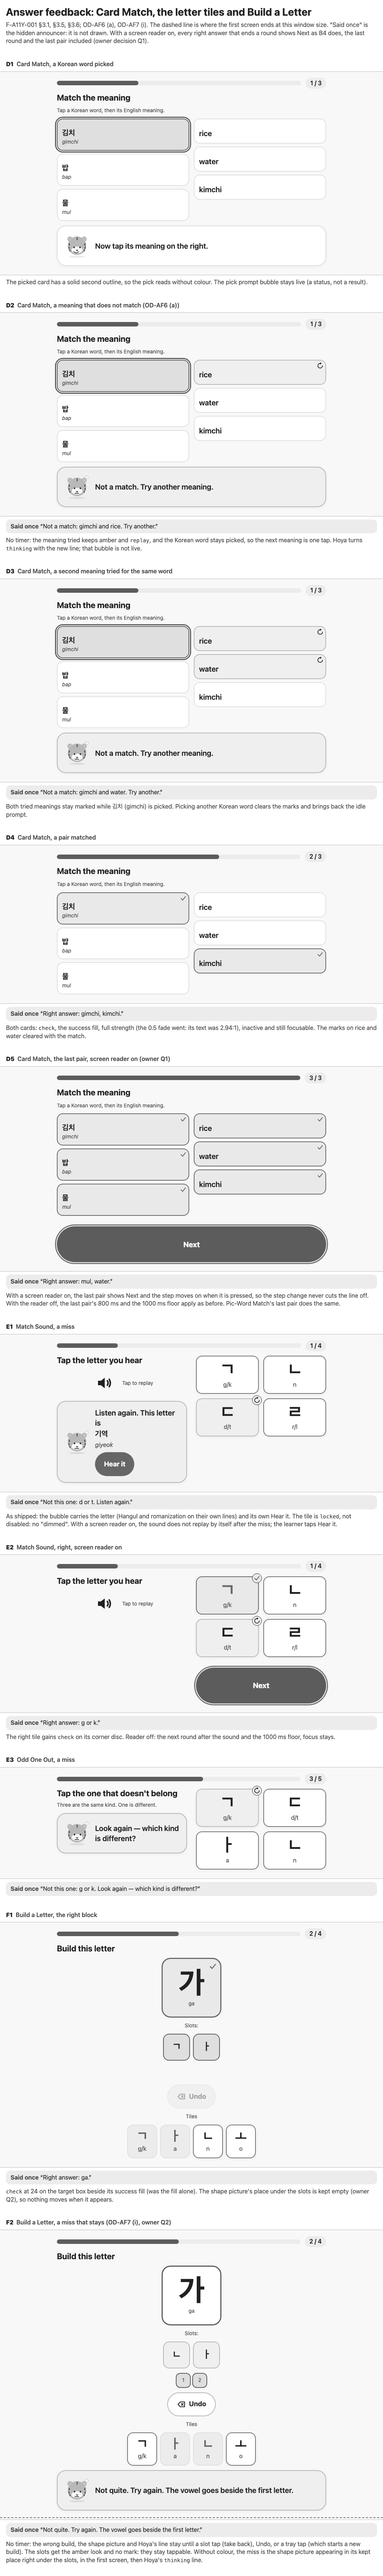 Answer feedback: Card Match, the letter tiles and Build a Letter
F-A11Y-001 §3.1, §3.5, §3.6; OD-AF6 (a), OD-AF7 (i). The dashed line is where the first screen ends at this window size. "Said once" is
the hidden announcer: it is not drawn. With a screen reader on, every right answer that ends a round shows Next as B4 does, the last
round and the last pair included (owner decision Q1).
D1 Card Match, a Korean word picked
1 / 3
Match the meaning
Tap a Korean word, then its English meaning.
김치
gimchi
rice
밥
bap
water
물
mul
kimchi
Now tap its meaning on the right.
The picked card has a solid second outline, so the pick reads without colour. The pick prompt bubble stays live (a status, not a result).
D2 Card Match, a meaning that does not match (OD-AF6 (a))
1 / 3
Match the meaning
Tap a Korean word, then its English meaning.
김치
gimchi
rice
밥
bap
water
물
mul
kimchi
Not a match. Try another meaning.
Said once "Not a match: gimchi and rice. Try another."
No timer: the meaning tried keeps amber and replay, and the Korean word stays picked, so the next meaning is one tap. Hoya turns
thinking with the new line; that bubble is not live.
D3 Card Match, a second meaning tried for the same word
1 / 3
Match the meaning
Tap a Korean word, then its English meaning.
김치
gimchi
rice
밥
bap
water
물
mul
kimchi
Not a match. Try another meaning.
Said once "Not a match: gimchi and water. Try another."
Both tried meanings stay marked while 김치 (gimchi) is picked. Picking another Korean word clears the marks and brings back the idle
prompt.
D4 Card Match, a pair matched
2 / 3
Match the meaning
Tap a Korean word, then its English meaning.
김치
gimchi
rice
밥
bap
water
물
mul
kimchi
Said once "Right answer: gimchi, kimchi."
Both cards: check, the success fill, full strength (the 0.5 fade went: its text was 2.94:1), inactive and still focusable. The marks on rice and
water cleared with the match.
D5 Card Match, the last pair, screen reader on (owner Q1)
3 / 3
Match the meaning
Tap a Korean word, then its English meaning.
김치
gimchi
rice
밥
bap
water
물
mul
kimchi
Next
Said once "Right answer: mul, water."
With a screen reader on, the last pair shows Next and the step moves on when it is pressed, so the step change never cuts the line off.
With the reader off, the last pair's 800 ms and the 1000 ms floor apply as before. Pic-Word Match's last pair does the same.
E1 Match Sound, a miss
1 / 4
Tap the letter you hear
Tap to replay
ㄱ
g/k
ㄴ
n
ㄷ
d/t
ㄹ
r/l
Listen again. This letter
is
기역
giyeok
Hear it
Said once "Not this one: d or t. Listen again."
As shipped: the bubble carries the letter (Hangul and romanization on their own lines) and its own Hear it. The tile is locked, not
disabled: no "dimmed". With a screen reader on, the sound does not replay by itself after the miss; the learner taps Hear it.
E2 Match Sound, right, screen reader on
1 / 4
Tap the letter you hear
Tap to replay
ㄱ
g/k
ㄴ
n
ㄷ
d/t
ㄹ
r/l
Next
Said once "Right answer: g or k."
The right tile gains check on its corner disc. Reader off: the next round after the sound and the 1000 ms floor, focus stays.
E3 Odd One Out, a miss
3 / 5
Tap the one that doesn't belong
Three are the same kind. One is different.
Look again — which kind
is different?
ㄱ
g/k
ㄷ
d/t
ㅏ
a
ㄴ
n
Said once "Not this one: g or k. Look again — which kind is different?"
F1 Build a Letter, the right block
2 / 4
Build this letter
가
ga
Slots:
ㄱ
ㅏ
Undo
Tiles
ㄱ
g/k
ㅏ
a
ㄴ
n
ㅗ
o
Said once "Right answer: ga."
check at 24 on the target box beside its success fill (was the fill alone). The shape picture's place under the slots is kept empty (owner
Q2), so nothing moves when it appears.
F2 Build a Letter, a miss that stays (OD-AF7 (i), owner Q2)
2 / 4
Build this letter
가
ga
Slots:
ㄴ
ㅏ
1
2
Undo
Tiles
ㄱ
g/k
ㅏ
a
ㄴ
n
ㅗ
o
Not quite. Try again. The vowel goes beside the first letter.
Said once "Not quite. Try again. The vowel goes beside the first letter."
No timer: the wrong build, the shape picture and Hoya's line stay until a slot tap (take back), Undo, or a tray tap (which starts a new
build). The slots get the amber look and no mark; they stay tappable. Without colour, the miss is the shape picture appearing in its kept
place right under the slots, in the first screen, then Hoya's thinking line.